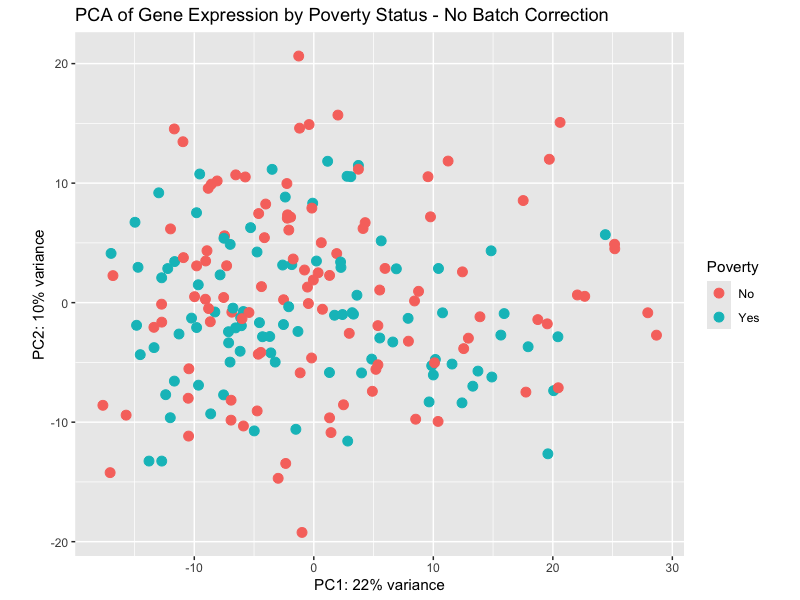 PCA of Gene Expression by Poverty Status - No Batch Correction
PC2: 10% variance
20
10
0
-10
-20
-10
0
10
20
30
PC1: 22% variance
Poverty
No
Yes